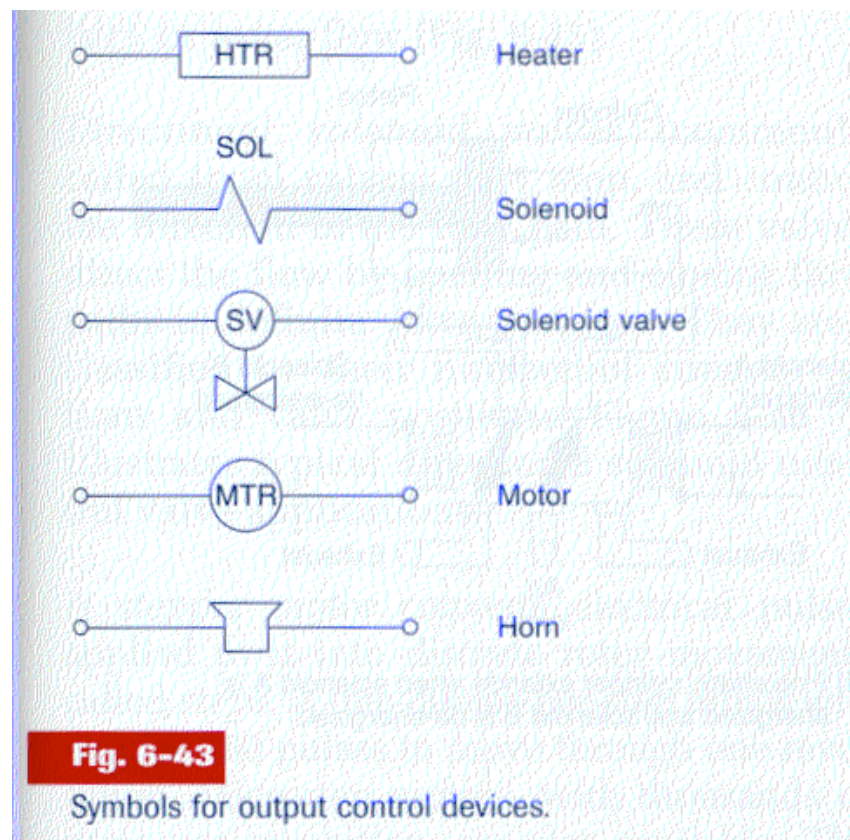 HTR Heater
SOL
Solenoid
SV Solenoid valve
MTR Motor
Horn
Fig. 6-43
Symbols for output control devices.